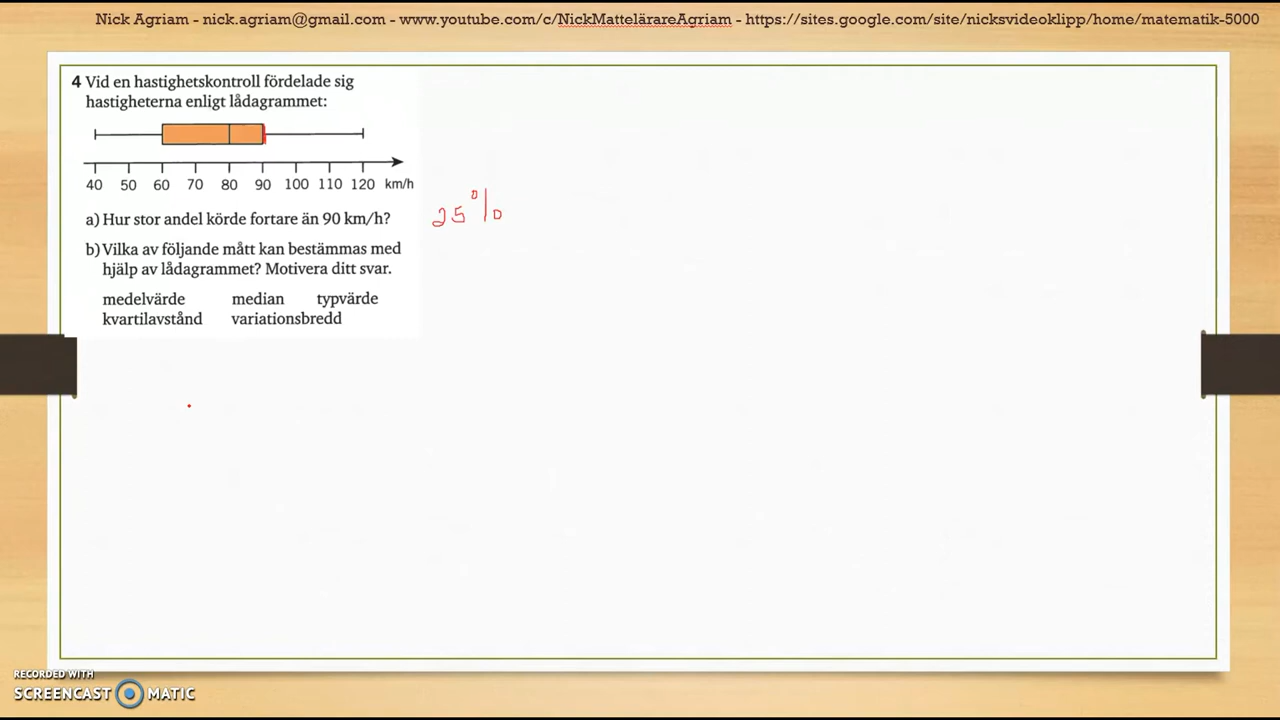 Nick Agriam - nick.agriam@gmail.com - www.youtube.com/c/NickMattelärareAgriam - https://sites.google.com/site/nicksvideoklipp/home/matematik-5000
4 Vid en hastighetskontroll fördelade sig
hastigheterna enligt lådagrammet:
40 50 60 70 80 90 100 110 120 km/h
a) Hur stor andel körde fortare än 90 km/h?
25 %
b) Vilka av följande mått kan bestämmas med
hjälp av lådagrammet? Motivera ditt svar.
medelvärde median typvärde
kvartilavstånd variationsbredd
RECORDED WITH
SCREENCAST MATIC